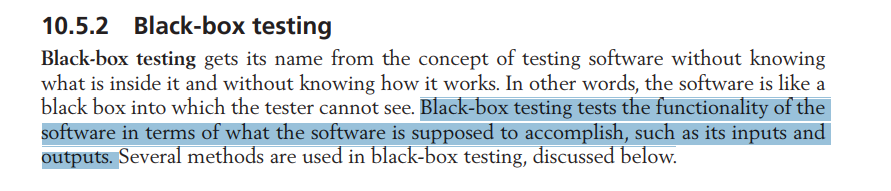 10.5.2 Black-box testing
Black-box testing gets its name from the concept of testing software without knowing
what is inside it and without knowing how it works. In other words, the software is like a
black box into which the tester cannot see. Black-box testing tests the functionality of the
software in terms of what the software is supposed to accomplish, such as its inputs and
outputs. Several methods are used in black-box testing, discussed below.